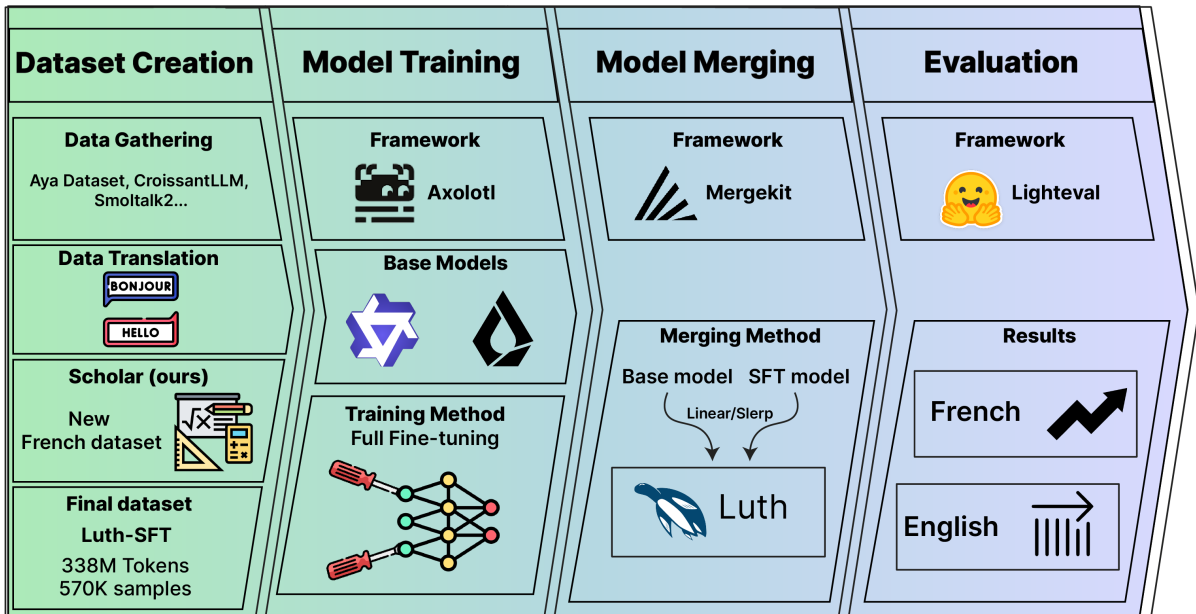 Dataset Creation
Data Gathering
Aya Dataset, CroissantLLM,
Smoltalk2...
Data Translation
BONJOUR
HELLO
Scholar (ours)
New
French dataset
√x
Final dataset
Luth-SFT
338M Tokens
570K samples
Model Training
Framework
Axolotl
Base Models
Training Method
Full Fine-tuning
Model Merging
Framework
Mergekit
Merging Method
Base model SFT model
Linear/Slerp
Luth
Evaluation
Framework
Lighteval
Results
French
English